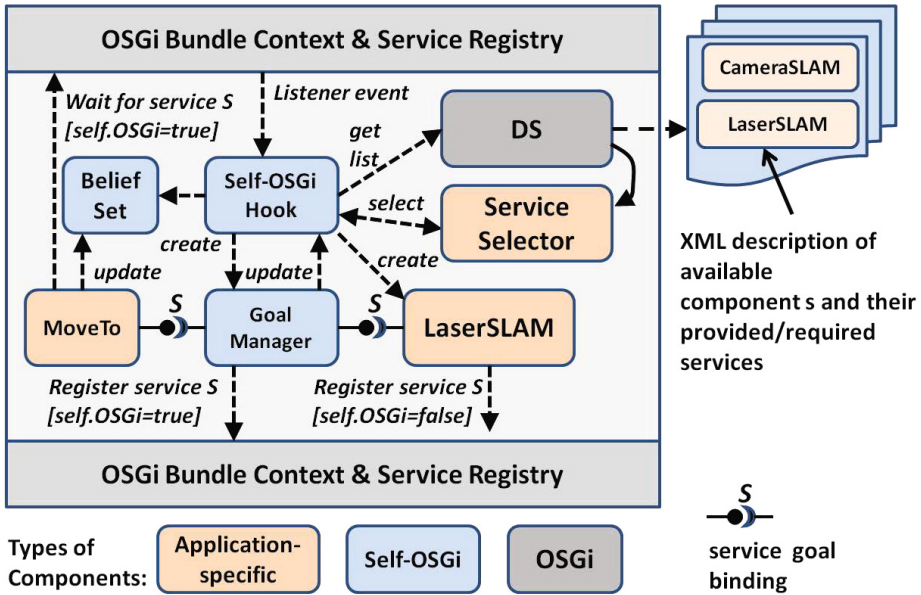 OSGi Bundle Context & Service Registry
Wait for service S
[self.OSGi=true]
Listener event
get
list
DS
CameraSLAM
LaserSLAM
Belief
Set
Self-OSGi
Hook
select
Service
Selector
create
update
update
create
XML description of
available
component s and their
provided/required
services
S
S
MoveTo
Goal
Manager
LaserSLAM
Register service S
[self.OSGi=true]
Register service S
[self.OSGi=false]
OSGi Bundle Context & Service Registry
S
Types of
Components:
Application-
specific
Self-OSGi
OSGi
service goal
binding